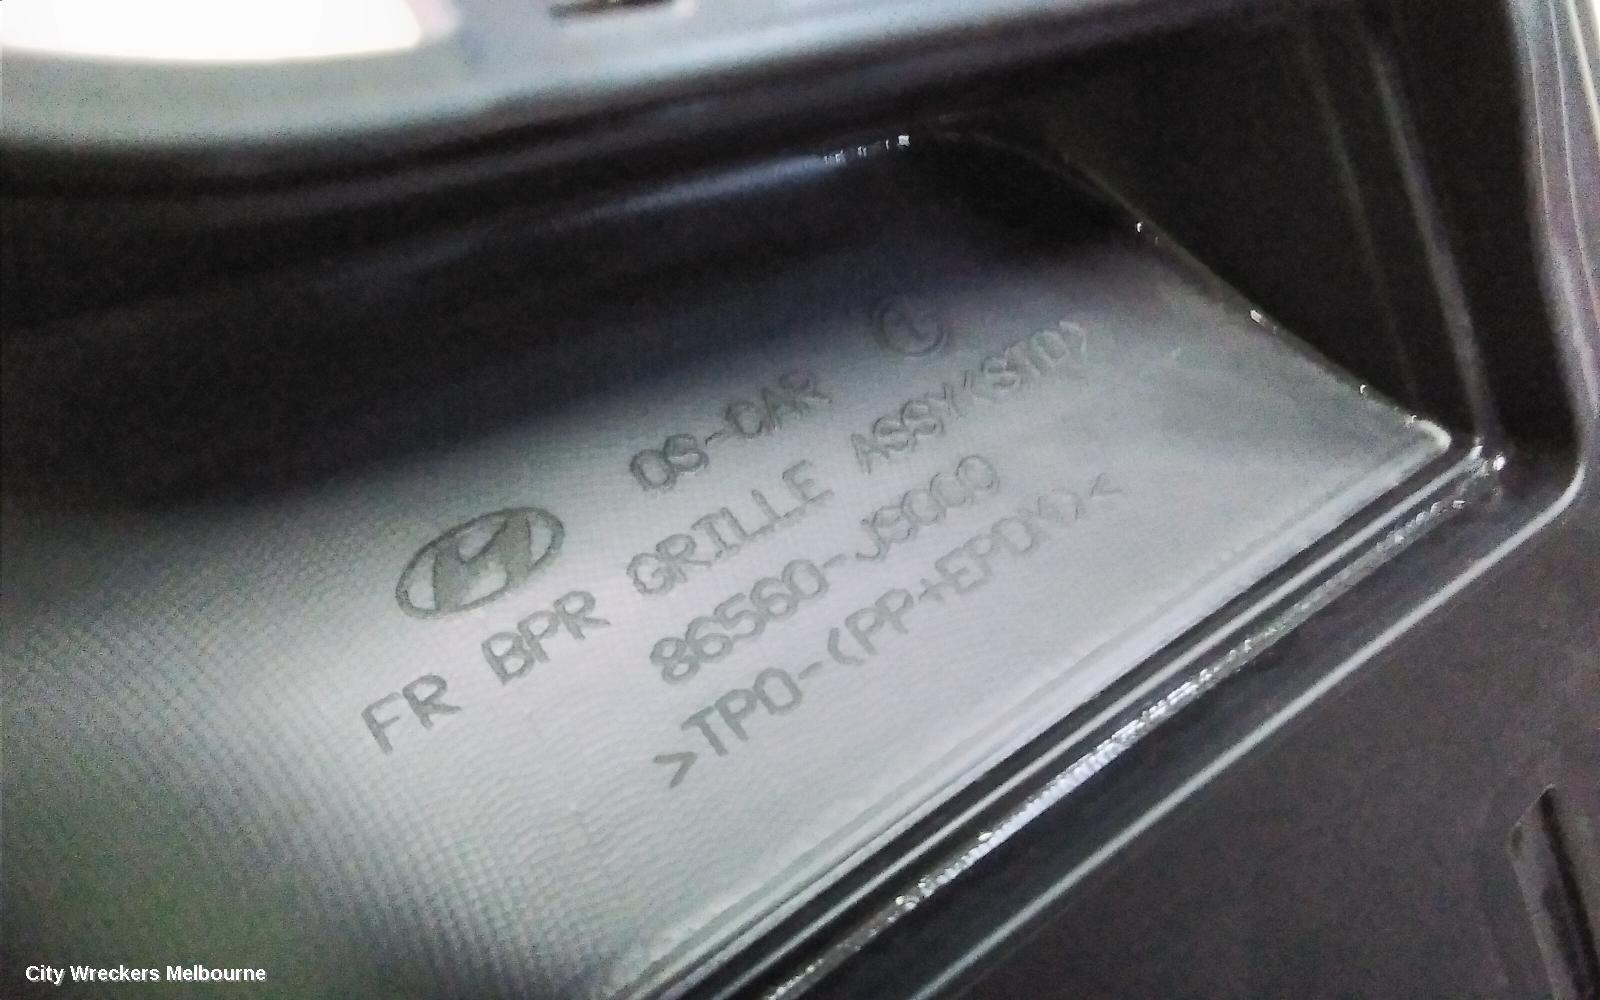 OS-CAR
FR BPR GRILLE ASSY(STD)
86560-J9000
>TPO-(PP+EPDM)<
City Wreckers Melbourne